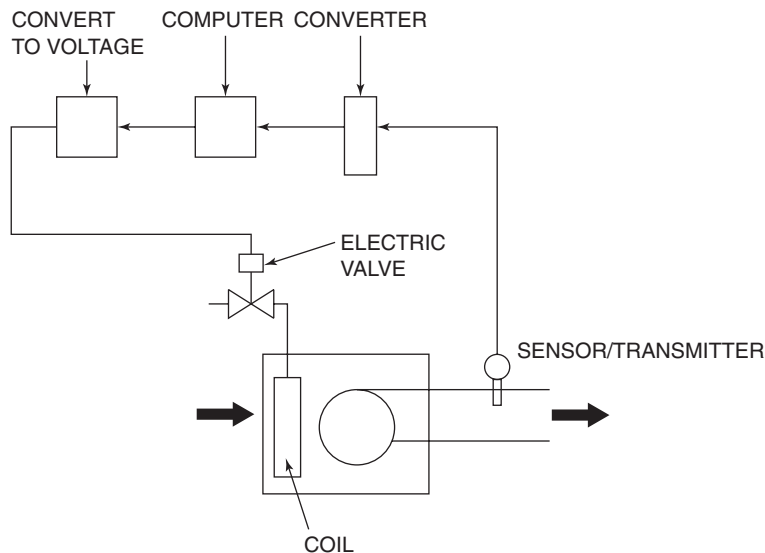 CONVERT
TO VOLTAGE
COMPUTER
CONVERTER
ELECTRIC
VALVE
SENSOR/TRANSMITTER
COIL